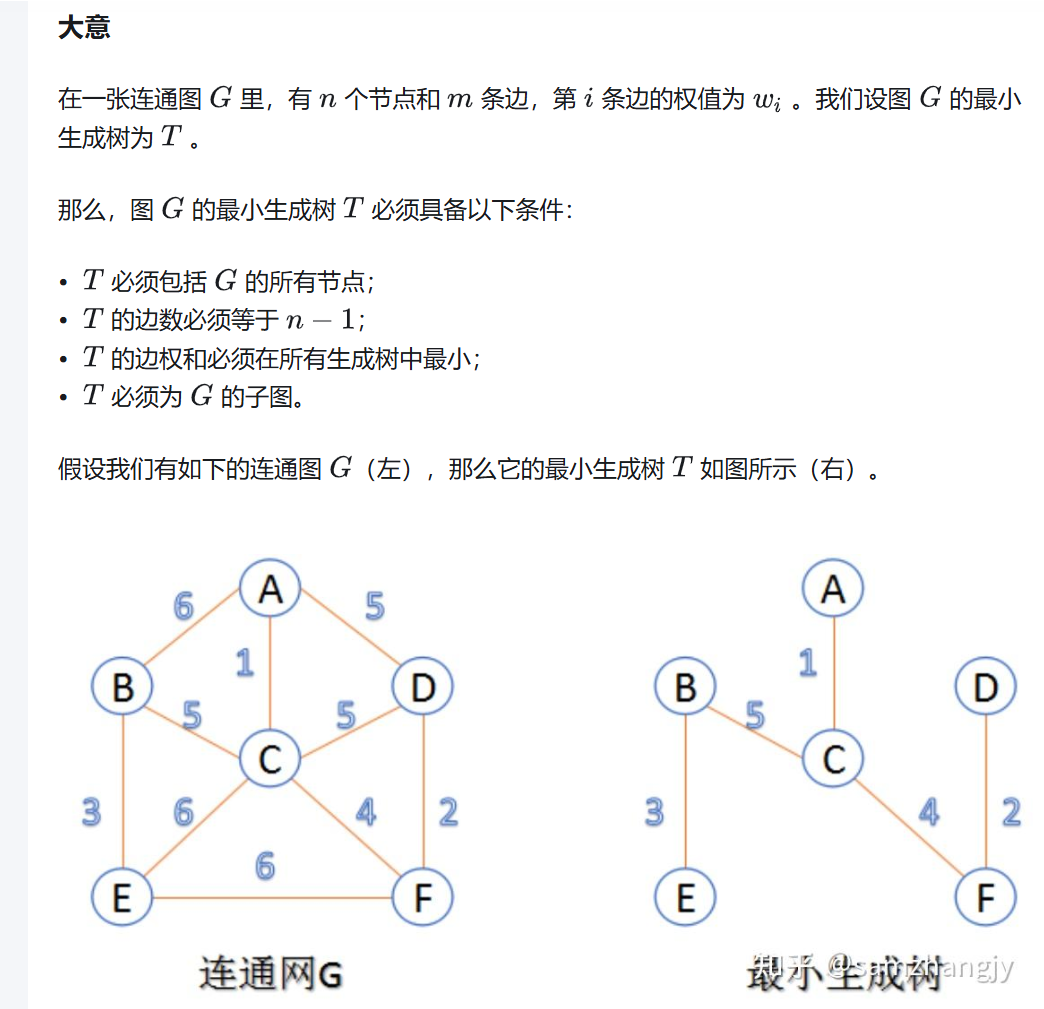 大意
在一张连通图 G 里，有 n 个节点和 m 条边，第 i 条边的权值为 wᵢ 。我们设图 G 的最小
生成树为 T 。
那么，图 G 的最小生成树 T 必须具备以下条件：
• T 必须包括 G 的所有节点；
• T 的边数必须等于 n − 1；
• T 的边权和必须在所有生成树中最小；
• T 必须为 G 的子图。
假设我们有如下的连通图 G（左），那么它的最小生成树 T 如图所示（右）。
A
6 5
1
B D
5 5
C
3 6 4 2
6
E F
连通网G
A
1
B D
5
C
3 4 2
E F
最小生成树
知乎 @samzhangjy